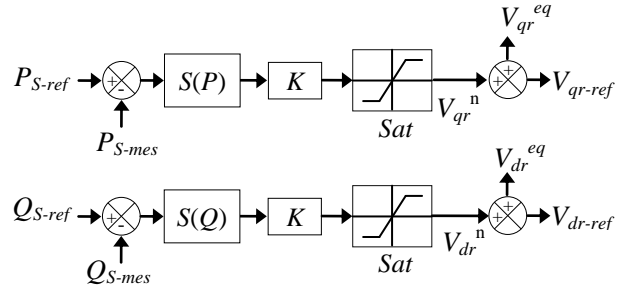 V_qr^eq
P_S-ref + - S(P) K + + V_qr-ref
V_qr^n
P_S-mes
Sat
V_dr^eq
Q_S-ref + - S(Q) K + + V_dr-ref
V_dr^n
Q_S-mes
Sat